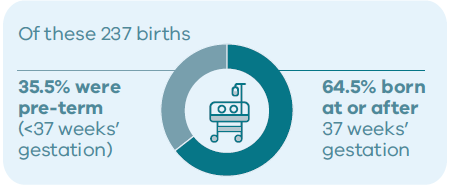 Of these 237 births
35.5% were
pre-term
(<37 weeks’
gestation)
64.5% born
at or after
37 weeks’
gestation